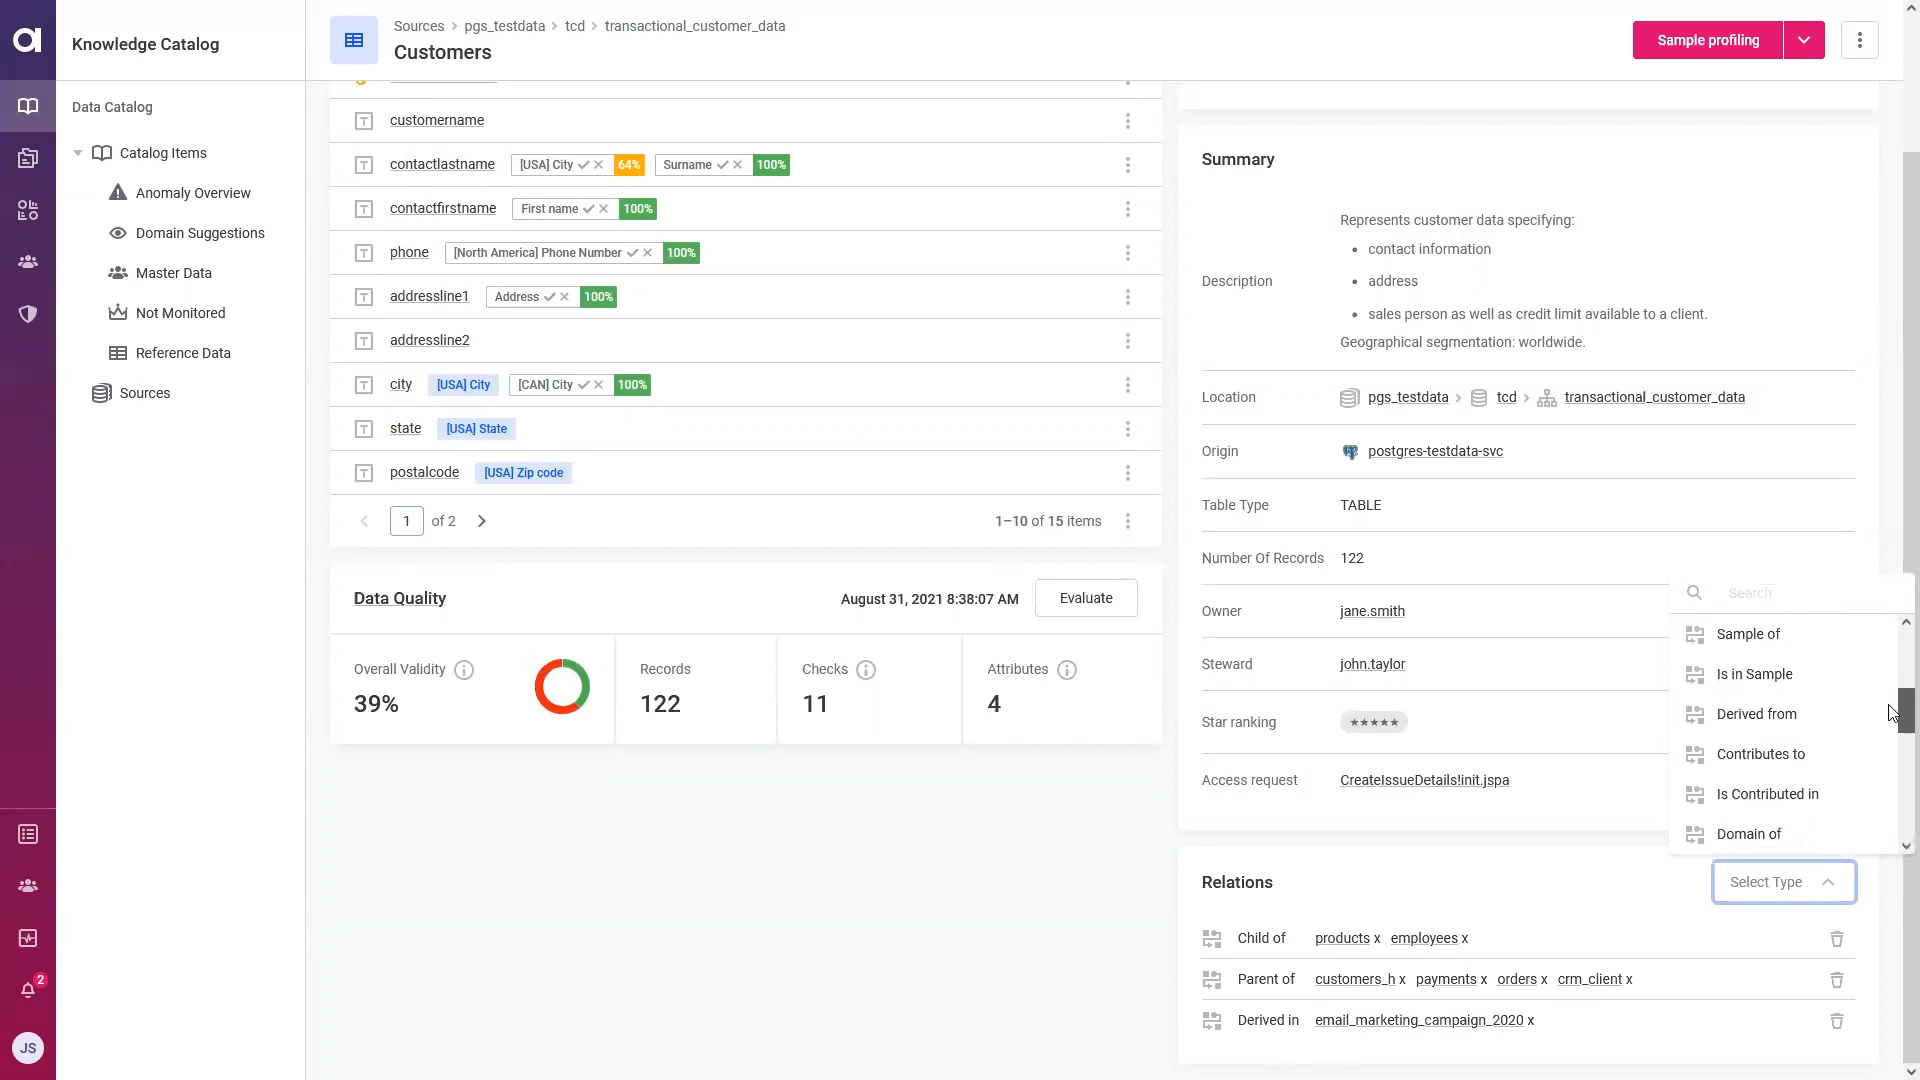 Knowledge Catalog
Data Catalog
Catalog Items
Anomaly Overview
Domain Suggestions
Master Data
Not Monitored
Reference Data
Sources
2
JS
Sources > pgs_testdata > tcd > transactional_customer_data
Customers
Sample profiling
customername
contactlastname [USA] City 64% Surname 100%
contactfirstname First name 100%
phone [North America] Phone Number 100%
addressline1 Address 100%
addressline2
city [USA] City [CAN] City 100%
state [USA] State
postalcode [USA] Zip code
1 of 2 1–10 of 15 items
Data Quality August 31, 2021 8:38:07 AM Evaluate
Overall Validity Records Checks Attributes
39% 122 11 4
Summary
Description
Represents customer data specifying:
• contact information
• address
• sales person as well as credit limit available to a client.
Geographical segmentation: worldwide.
Location pgs_testdata > tcd > transactional_customer_data
Origin postgres-testdata-svc
Table Type TABLE
Number Of Records 122
Owner jane.smith
Steward john.taylor
Star ranking ★★★★★
Access request CreateIssueDetails!init.jspa
Search
Sample of
Is in Sample
Derived from
Contributes to
Is Contributed in
Domain of
Relations Select Type
Child of products x employees x
Parent of customers_h x payments x orders x crm_client x
Derived in email_marketing_campaign_2020 x